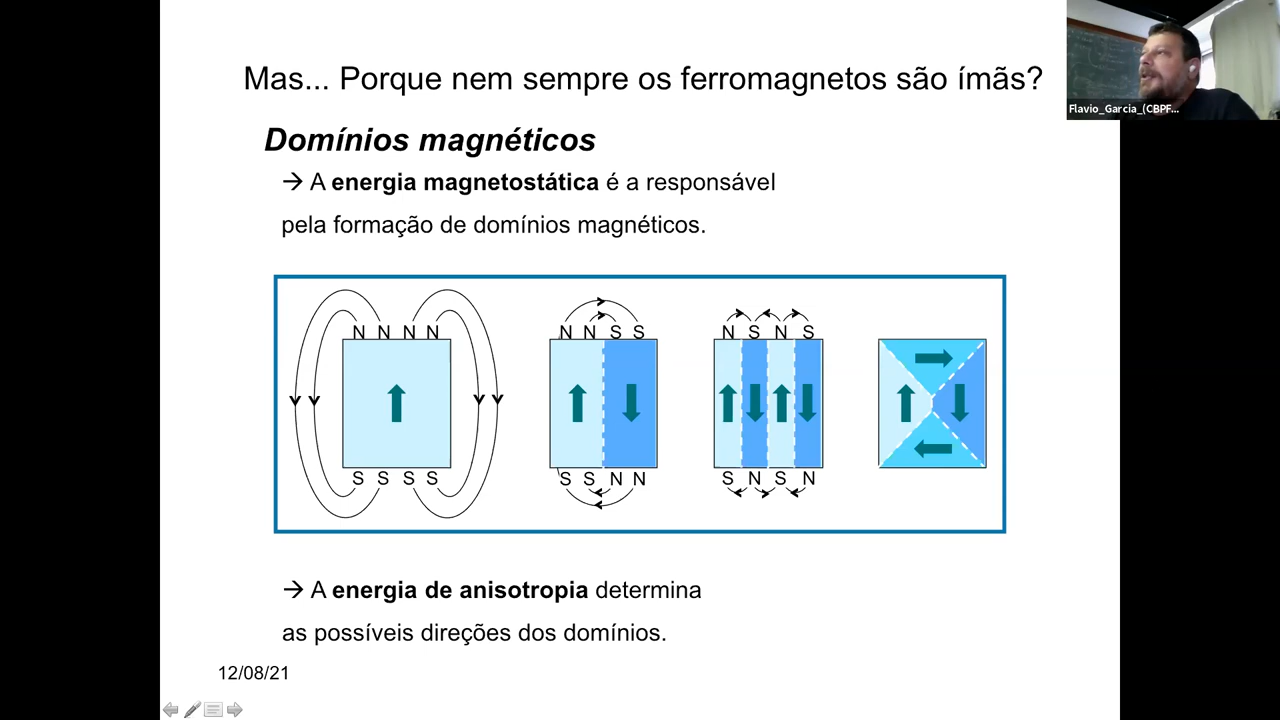 Mas... Porque nem sempre os ferromagnetos são ímãs?
Flavio_Garcia_(CBPF...
Domínios magnéticos
→ A energia magnetostática é a responsável
pela formação de domínios magnéticos.
N N N N
N N S S
N S N S
S S S S
S S N N
S N S N
→ A energia de anisotropia determina
as possíveis direções dos domínios.
12/08/21